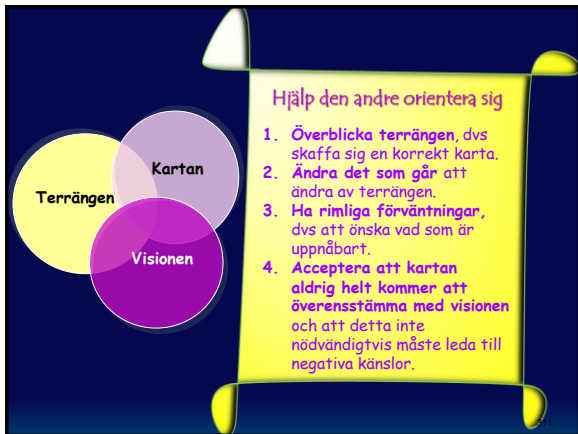 Hjälp den andre orientera sig
1. Överblicka terrängen, dvs
skaffa sig en korrekt karta.
2. Ändra det som går att
ändra av terrängen.
3. Ha rimliga förväntningar,
dvs att önska vad som är
uppnåbart.
4. Acceptera att kartan
aldrig helt kommer att
överensstämma med visionen
och att detta inte
nödvändigtvis måste leda till
negativa känslor.
Kartan
Terrängen
Visionen